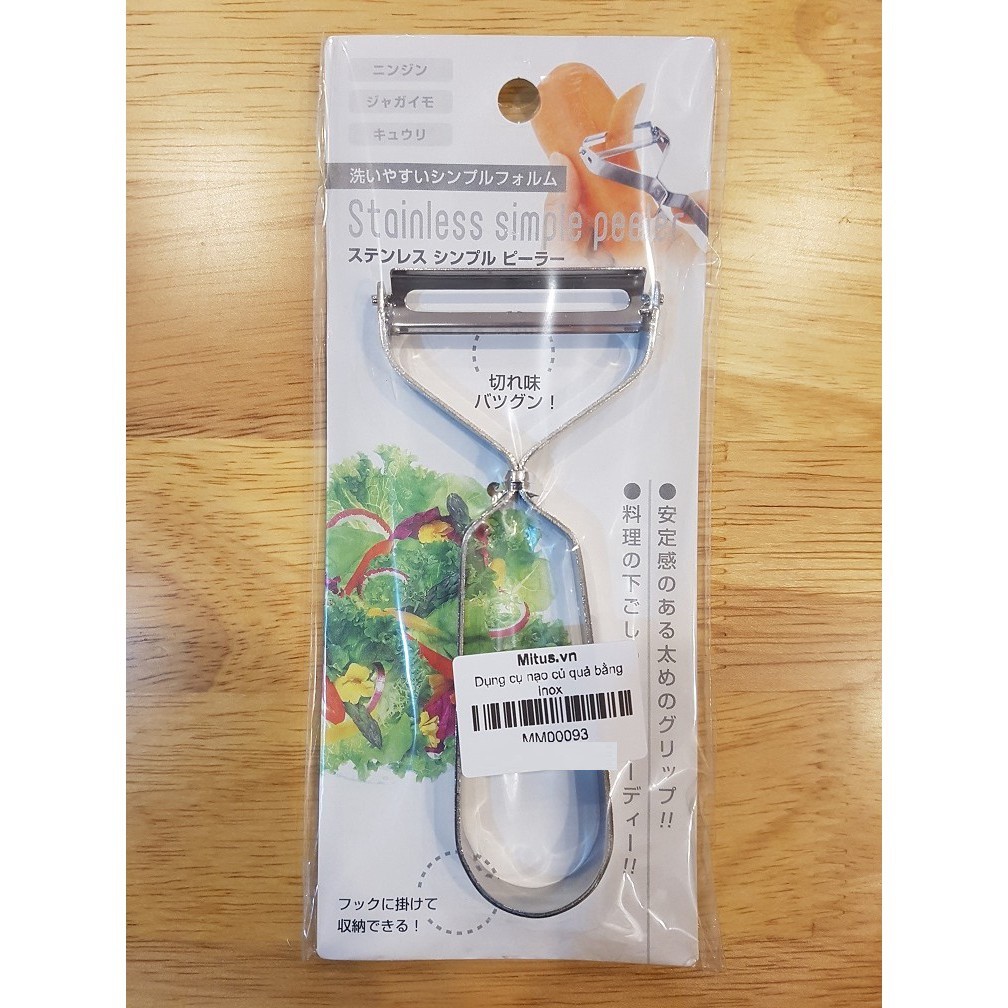 ニンジン
ジャガイモ
キュウリ
洗いやすいシンプルフォルム
Stainless simple peeler
ステンレス シンプル ピーラー
切れ味
バツグン！
●安定感のある太めのグリップ!!
●料理の下ごし
ーディー!!
Mitus.vn
Dụng cụ nạo củ quả bằng
inox
MM00093
フックに掛けて
収納できる！